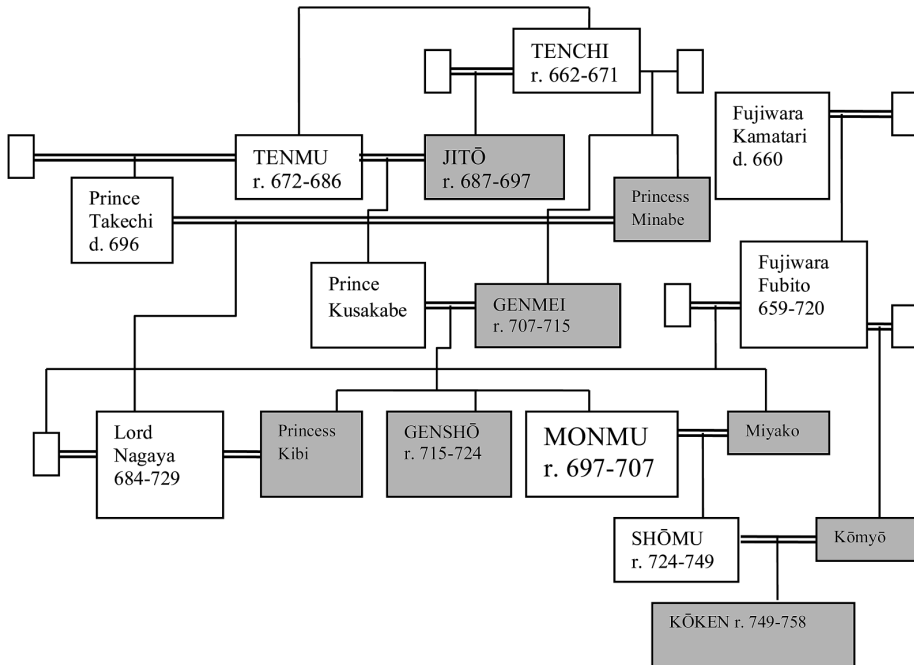 TENCHI
r. 662-671
Fujiwara
Kamatari
d. 660
TENMU
r. 672-686
JITŌ
r. 687-697
Prince
Takechi
d. 696
Princess
Minabe
Prince
Kusakabe
GENMEI
r. 707-715
Fujiwara
Fubito
659-720
Lord
Nagaya
684-729
Princess
Kibi
GENSHŌ
r. 715-724
MONMU
r. 697-707
Miyako
SHŌMU
r. 724-749
Kōmyō
KŌKEN r. 749-758